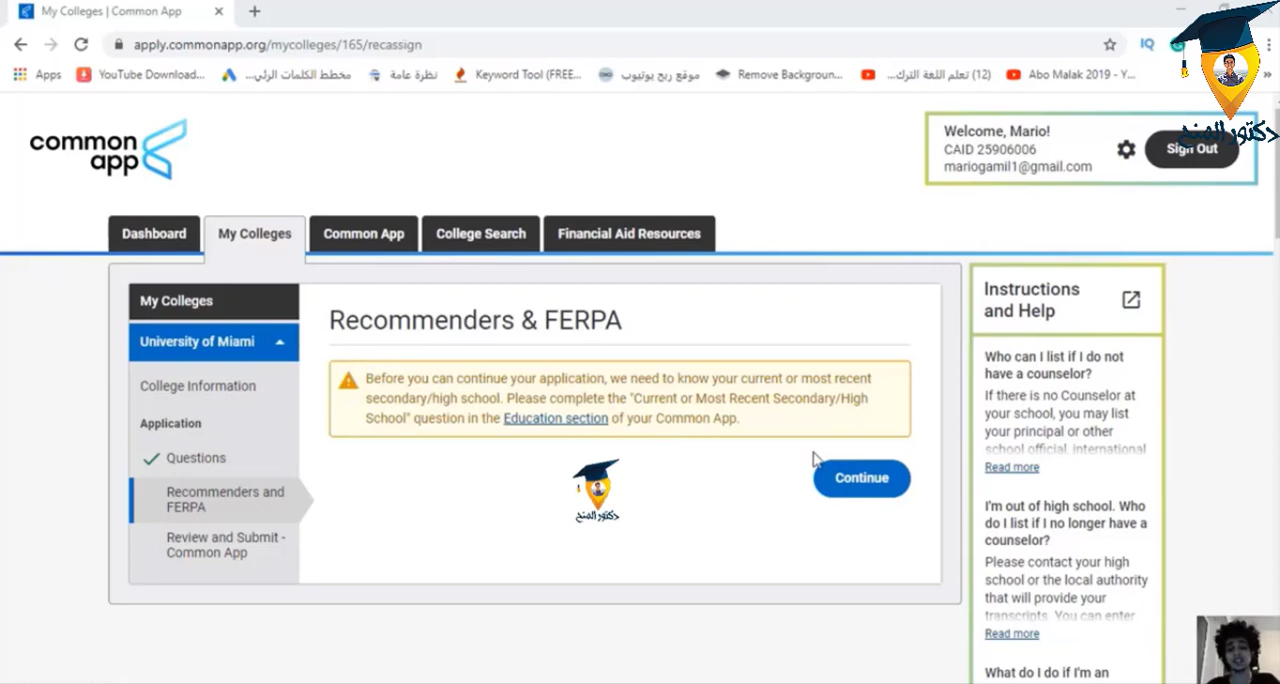 My Colleges | Common App
apply.commonapp.org/mycolleges/165/recassign
IQ
Apps
YouTube Download...
مخطط الكلمات الرئي...
نظرة عامة
Keyword Tool (FREE...
موقع ربح يوتيوب
Remove Backgroun...
(12) تعلم اللغة الترك...
Abo Malak 2019 - Y...
دكتور المنح
common
app
Welcome, Mario!
CAID 25906006
mariogamil1@gmail.com
Sign Out
Dashboard
My Colleges
Common App
College Search
Financial Aid Resources
My Colleges
University of Miami
College Information
Application
Questions
Recommenders and
FERPA
Review and Submit -
Common App
Recommenders & FERPA
Before you can continue your application, we need to know your current or most recent
secondary/high school. Please complete the "Current or Most Recent Secondary/High
School" question in the Education section of your Common App.
Continue
دكتور المنح
Instructions
and Help
Who can I list if I do not
have a counselor?
If there is no Counselor at
your school, you may list
your principal or other
school official, international
Read more
I'm out of high school. Who
do I list if I no longer have a
counselor?
Please contact your high
school or the local authority
that will provide your
transcripts. You can enter
Read more
What do I do if I'm an